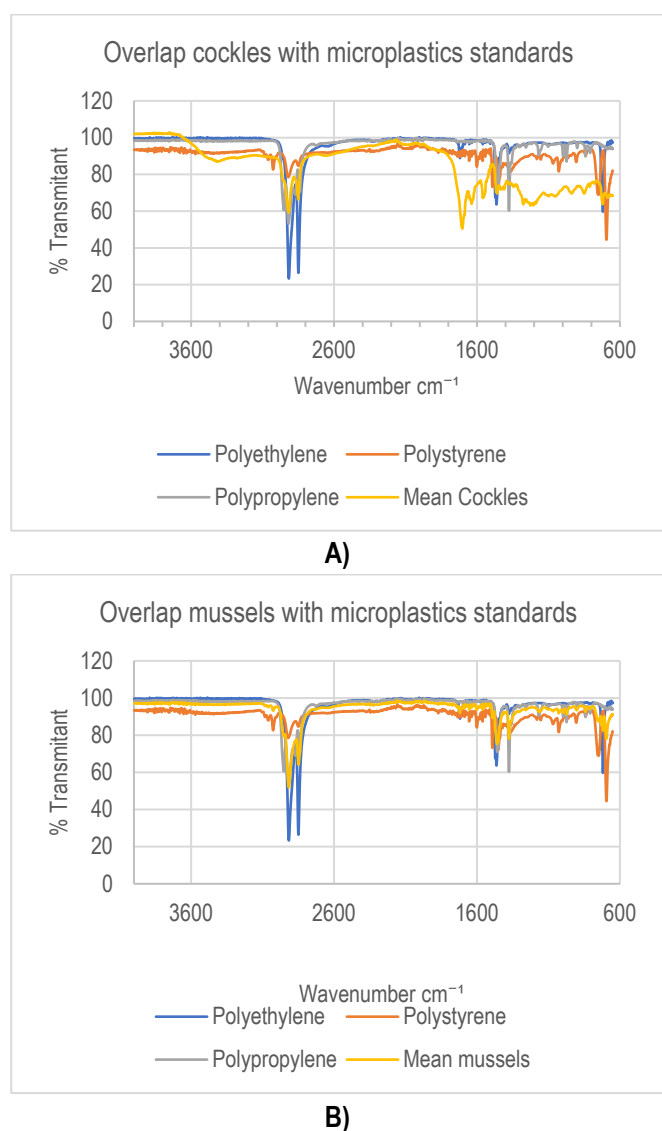 Overlap cockles with microplastics standards
120
100
80
60
40
20
0
% Transmitant
3600 2600 1600 600
Wavenumber cm⁻¹
Polyethylene Polystyrene
Polypropylene Mean Cockles
A)
Overlap mussels with microplastics standards
120
100
80
60
40
20
0
% Transmitant
3600 2600 1600 600
Wavenumber cm⁻¹
Polyethylene Polystyrene
Polypropylene Mean mussels
B)